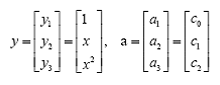 y = [y₁ y₂ y₃] = [1 x x²], a = [a₁ a₂ a₃] = [c₀ c₁ c₂]